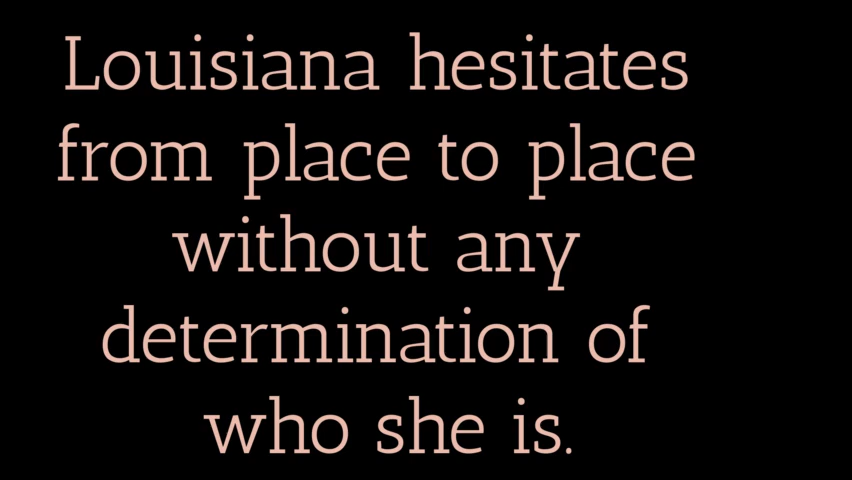 Louisiana hesitates
from place to place
without any
determination of
who she is.